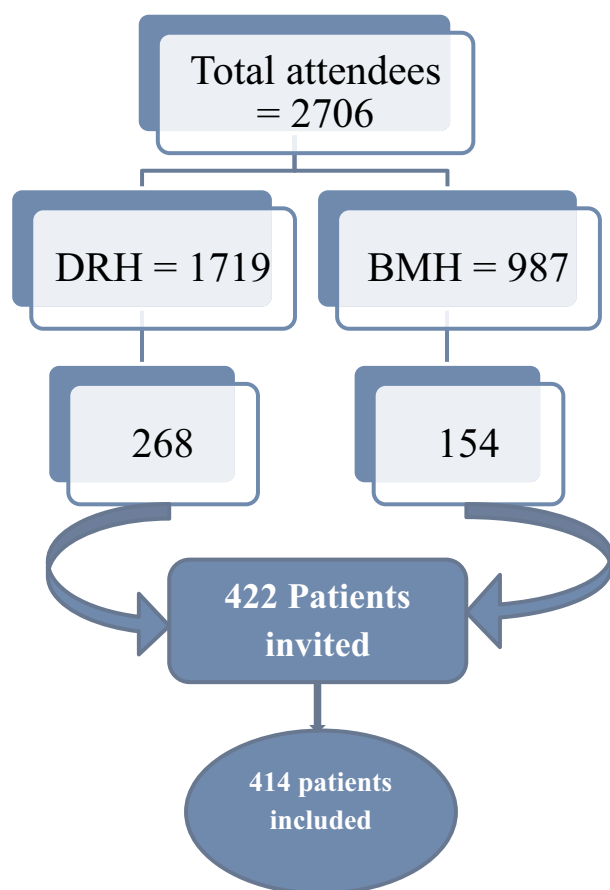 Total attendees
= 2706
DRH = 1719
BMH = 987
268
154
422 Patients
invited
414 patients
included